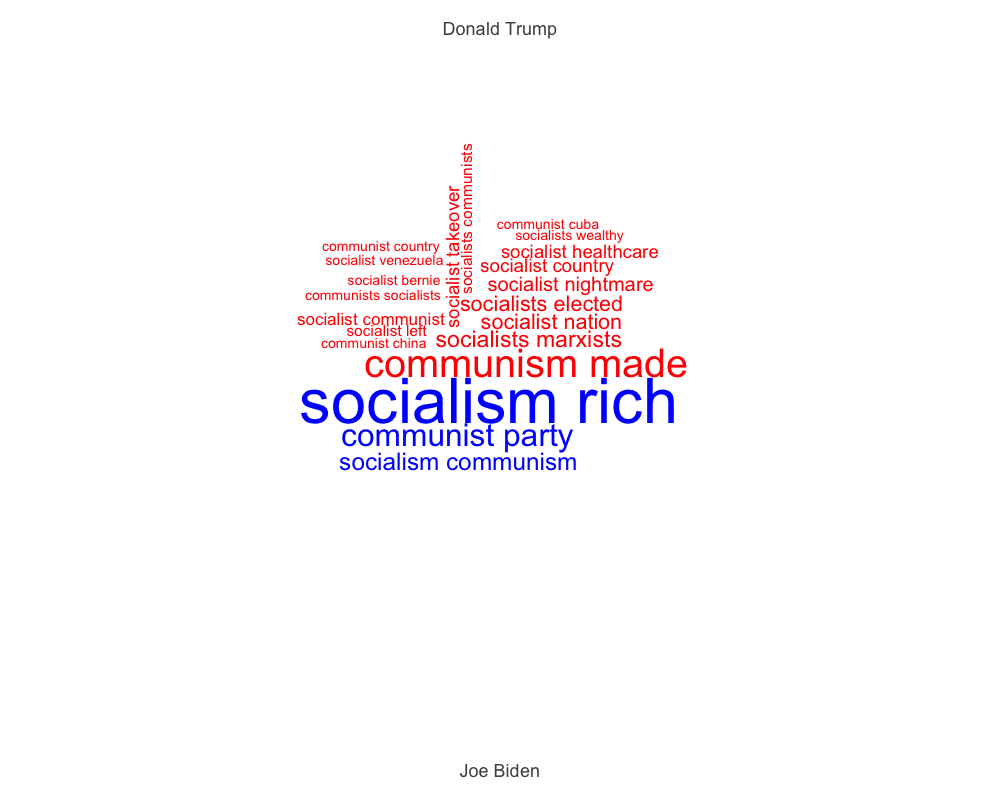 Donald Trump
socialists communists
socialist takeover
communist cuba
socialists wealthy
communist country
socialist healthcare
socialist venezuela
socialist country
socialist bernie
socialist nightmare
communists socialists
socialists elected
socialist communist
socialist nation
socialist left
socialists marxists
communist china
communism made
socialism rich
communist party
socialism communism
Joe Biden